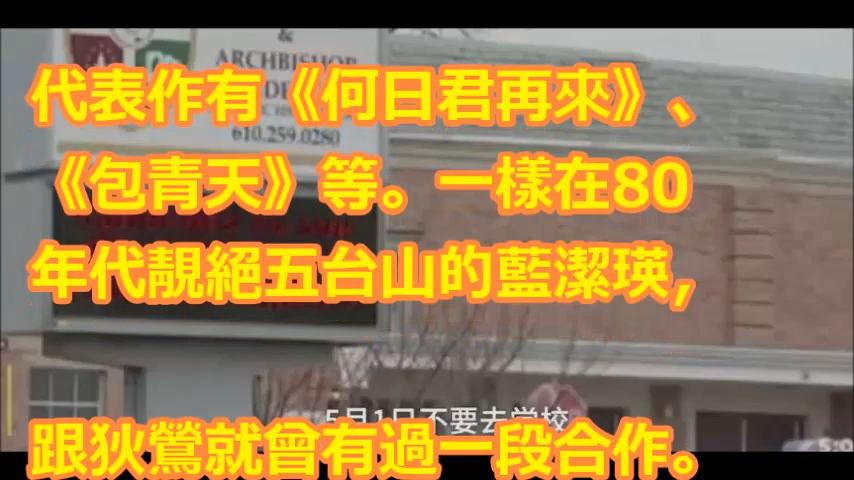 &
ARCHBISHOP
610.259.0280
代表作有《何日君再來》、
《包青天》等。一樣在80
年代靚絕五台山的藍潔瑛,
5月1日不要去学校
跟狄鶯就曾有過一段合作。